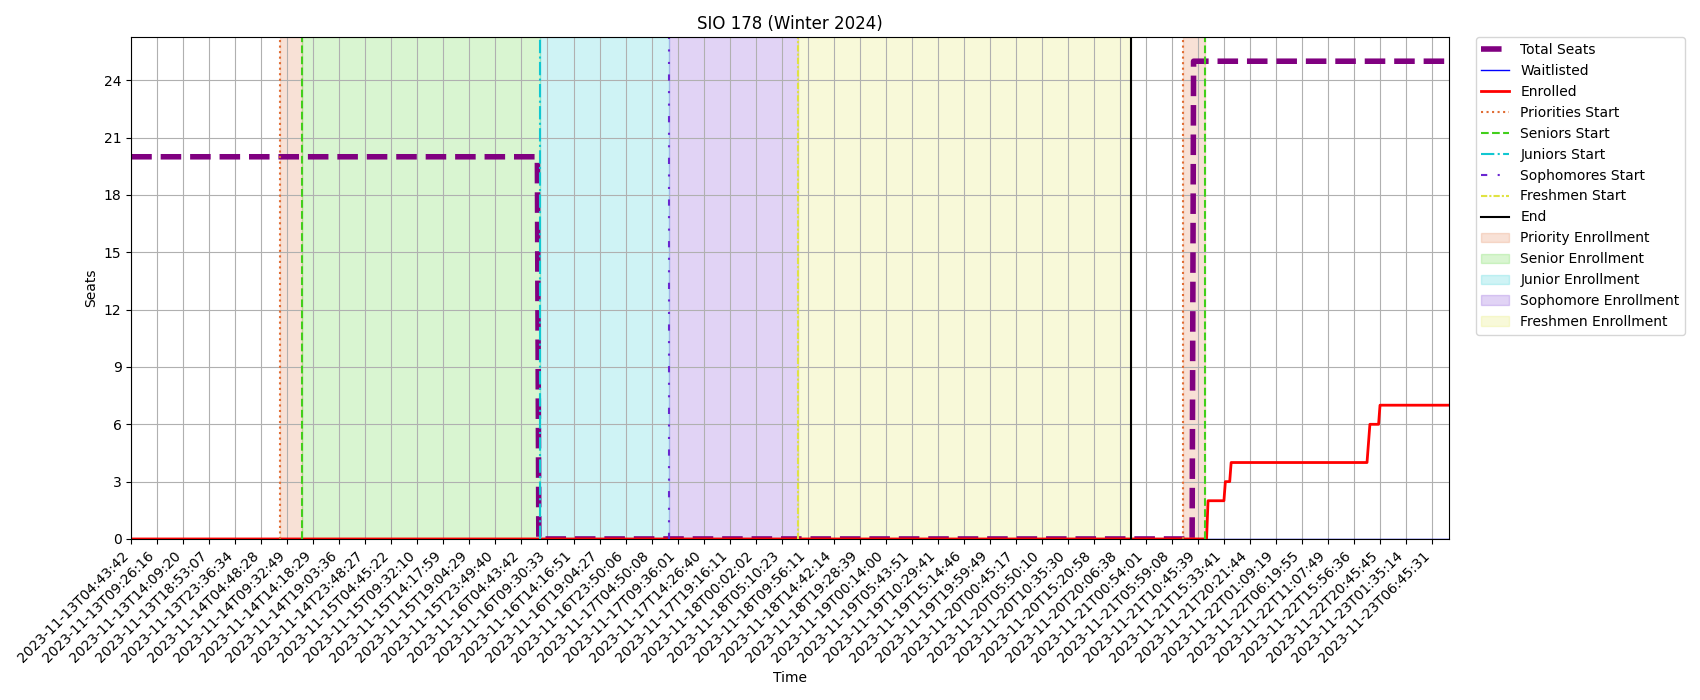 SIO 178 (Winter 2024)
Seats
24
21
18
15
12
9
6
3
0
2023-11-13T04:43:42
2023-11-13T09:26:16
2023-11-13T14:09:20
2023-11-13T18:53:07
2023-11-13T23:36:34
2023-11-14T04:48:28
2023-11-14T09:32:49
2023-11-14T14:18:29
2023-11-14T19:03:36
2023-11-14T23:48:27
2023-11-15T04:45:22
2023-11-15T09:32:10
2023-11-15T14:17:59
2023-11-15T19:04:29
2023-11-15T23:49:40
2023-11-16T04:43:42
2023-11-16T09:30:33
2023-11-16T14:16:51
2023-11-16T19:04:27
2023-11-16T23:50:06
2023-11-17T04:50:08
2023-11-17T09:36:01
2023-11-17T14:26:40
2023-11-17T19:16:11
2023-11-18T00:02:02
2023-11-18T05:10:23
2023-11-18T09:56:11
2023-11-18T14:42:14
2023-11-18T19:28:39
2023-11-19T00:14:00
2023-11-19T05:43:51
2023-11-19T10:29:41
2023-11-19T15:14:46
2023-11-19T19:59:49
2023-11-20T00:45:17
2023-11-20T05:50:10
2023-11-20T10:35:30
2023-11-20T15:20:58
2023-11-20T20:06:38
2023-11-21T00:54:01
2023-11-21T05:59:08
2023-11-21T10:45:39
2023-11-21T15:33:41
2023-11-21T20:21:44
2023-11-22T01:09:19
2023-11-22T06:19:55
2023-11-22T11:07:49
2023-11-22T15:56:36
2023-11-22T20:45:45
2023-11-23T01:35:14
2023-11-23T06:45:31
Time
Total Seats
Waitlisted
Enrolled
Priorities Start
Seniors Start
Juniors Start
Sophomores Start
Freshmen Start
End
Priority Enrollment
Senior Enrollment
Junior Enrollment
Sophomore Enrollment
Freshmen Enrollment